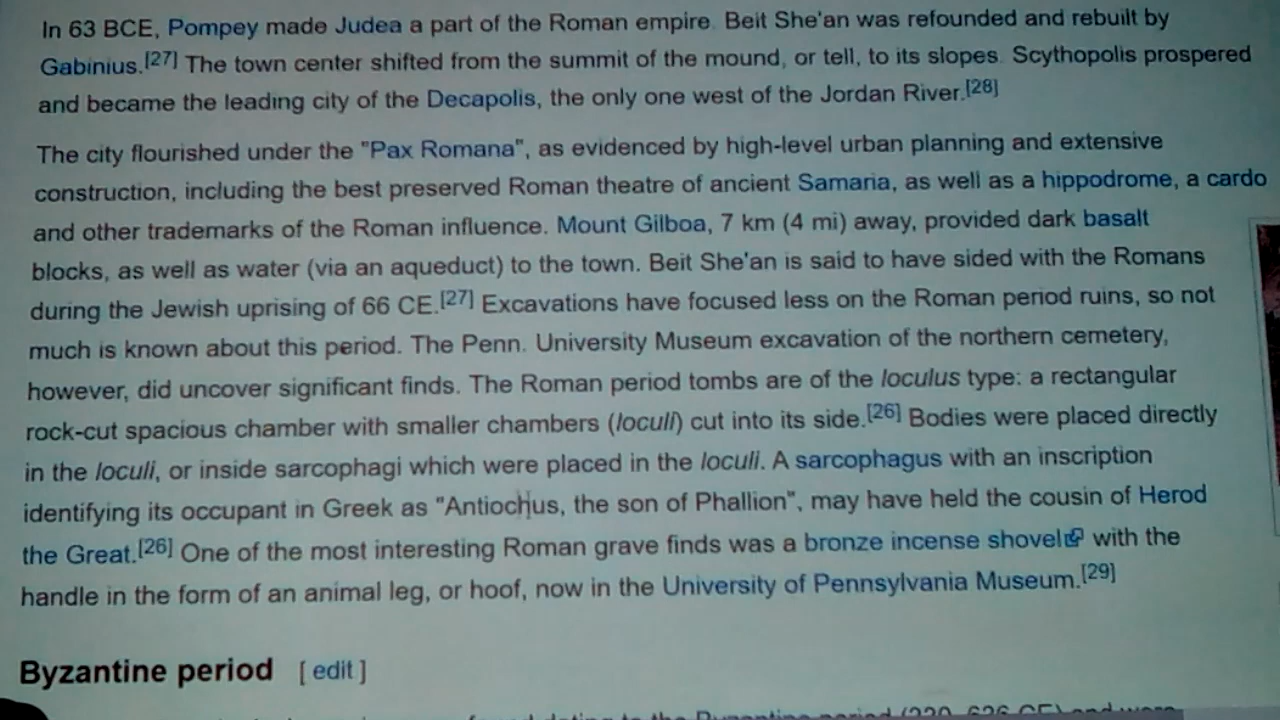 In 63 BCE, Pompey made Judea a part of the Roman empire. Beit She'an was refounded and rebuilt by
Gabinius.[27] The town center shifted from the summit of the mound, or tell, to its slopes. Scythopolis prospered
and became the leading city of the Decapolis, the only one west of the Jordan River.[28]
The city flourished under the "Pax Romana", as evidenced by high-level urban planning and extensive
construction, including the best preserved Roman theatre of ancient Samaria, as well as a hippodrome, a cardo
and other trademarks of the Roman influence. Mount Gilboa, 7 km (4 mi) away, provided dark basalt
blocks, as well as water (via an aqueduct) to the town. Beit She'an is said to have sided with the Romans
during the Jewish uprising of 66 CE.[27] Excavations have focused less on the Roman period ruins, so not
much is known about this period. The Penn. University Museum excavation of the northern cemetery,
however, did uncover significant finds. The Roman period tombs are of the loculus type: a rectangular
rock-cut spacious chamber with smaller chambers (loculi) cut into its side.[26] Bodies were placed directly
in the loculi, or inside sarcophagi which were placed in the loculi. A sarcophagus with an inscription
identifying its occupant in Greek as "Antiochus, the son of Phallion", may have held the cousin of Herod
the Great.[26] One of the most interesting Roman grave finds was a bronze incense shovel with the
handle in the form of an animal leg, or hoof, now in the University of Pennsylvania Museum.[29]
Byzantine period [ edit ]
dating to the Byzantine period